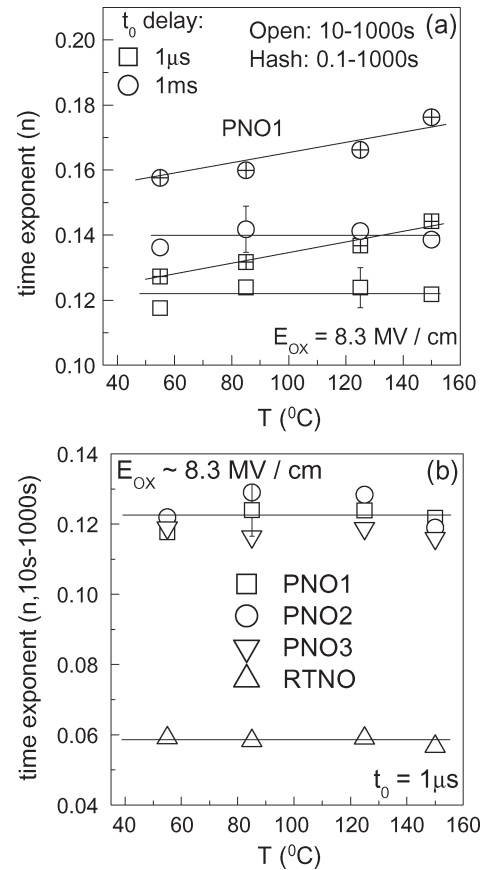 (a)
t0 delay:
1μs
1ms
Open: 10-1000s
Hash: 0.1-1000s
PNO1
EOX = 8.3 MV / cm
time exponent (n)
0.20
0.18
0.16
0.14
0.12
0.10
40 60 80 100 120 140 160
T (⁰C)
(b)
EOX ~ 8.3 MV / cm
PNO1
PNO2
PNO3
RTNO
t0 = 1μs
time exponent (n,10s-1000s)
0.14
0.12
0.10
0.08
0.06
0.04
40 60 80 100 120 140 160
T (⁰C)